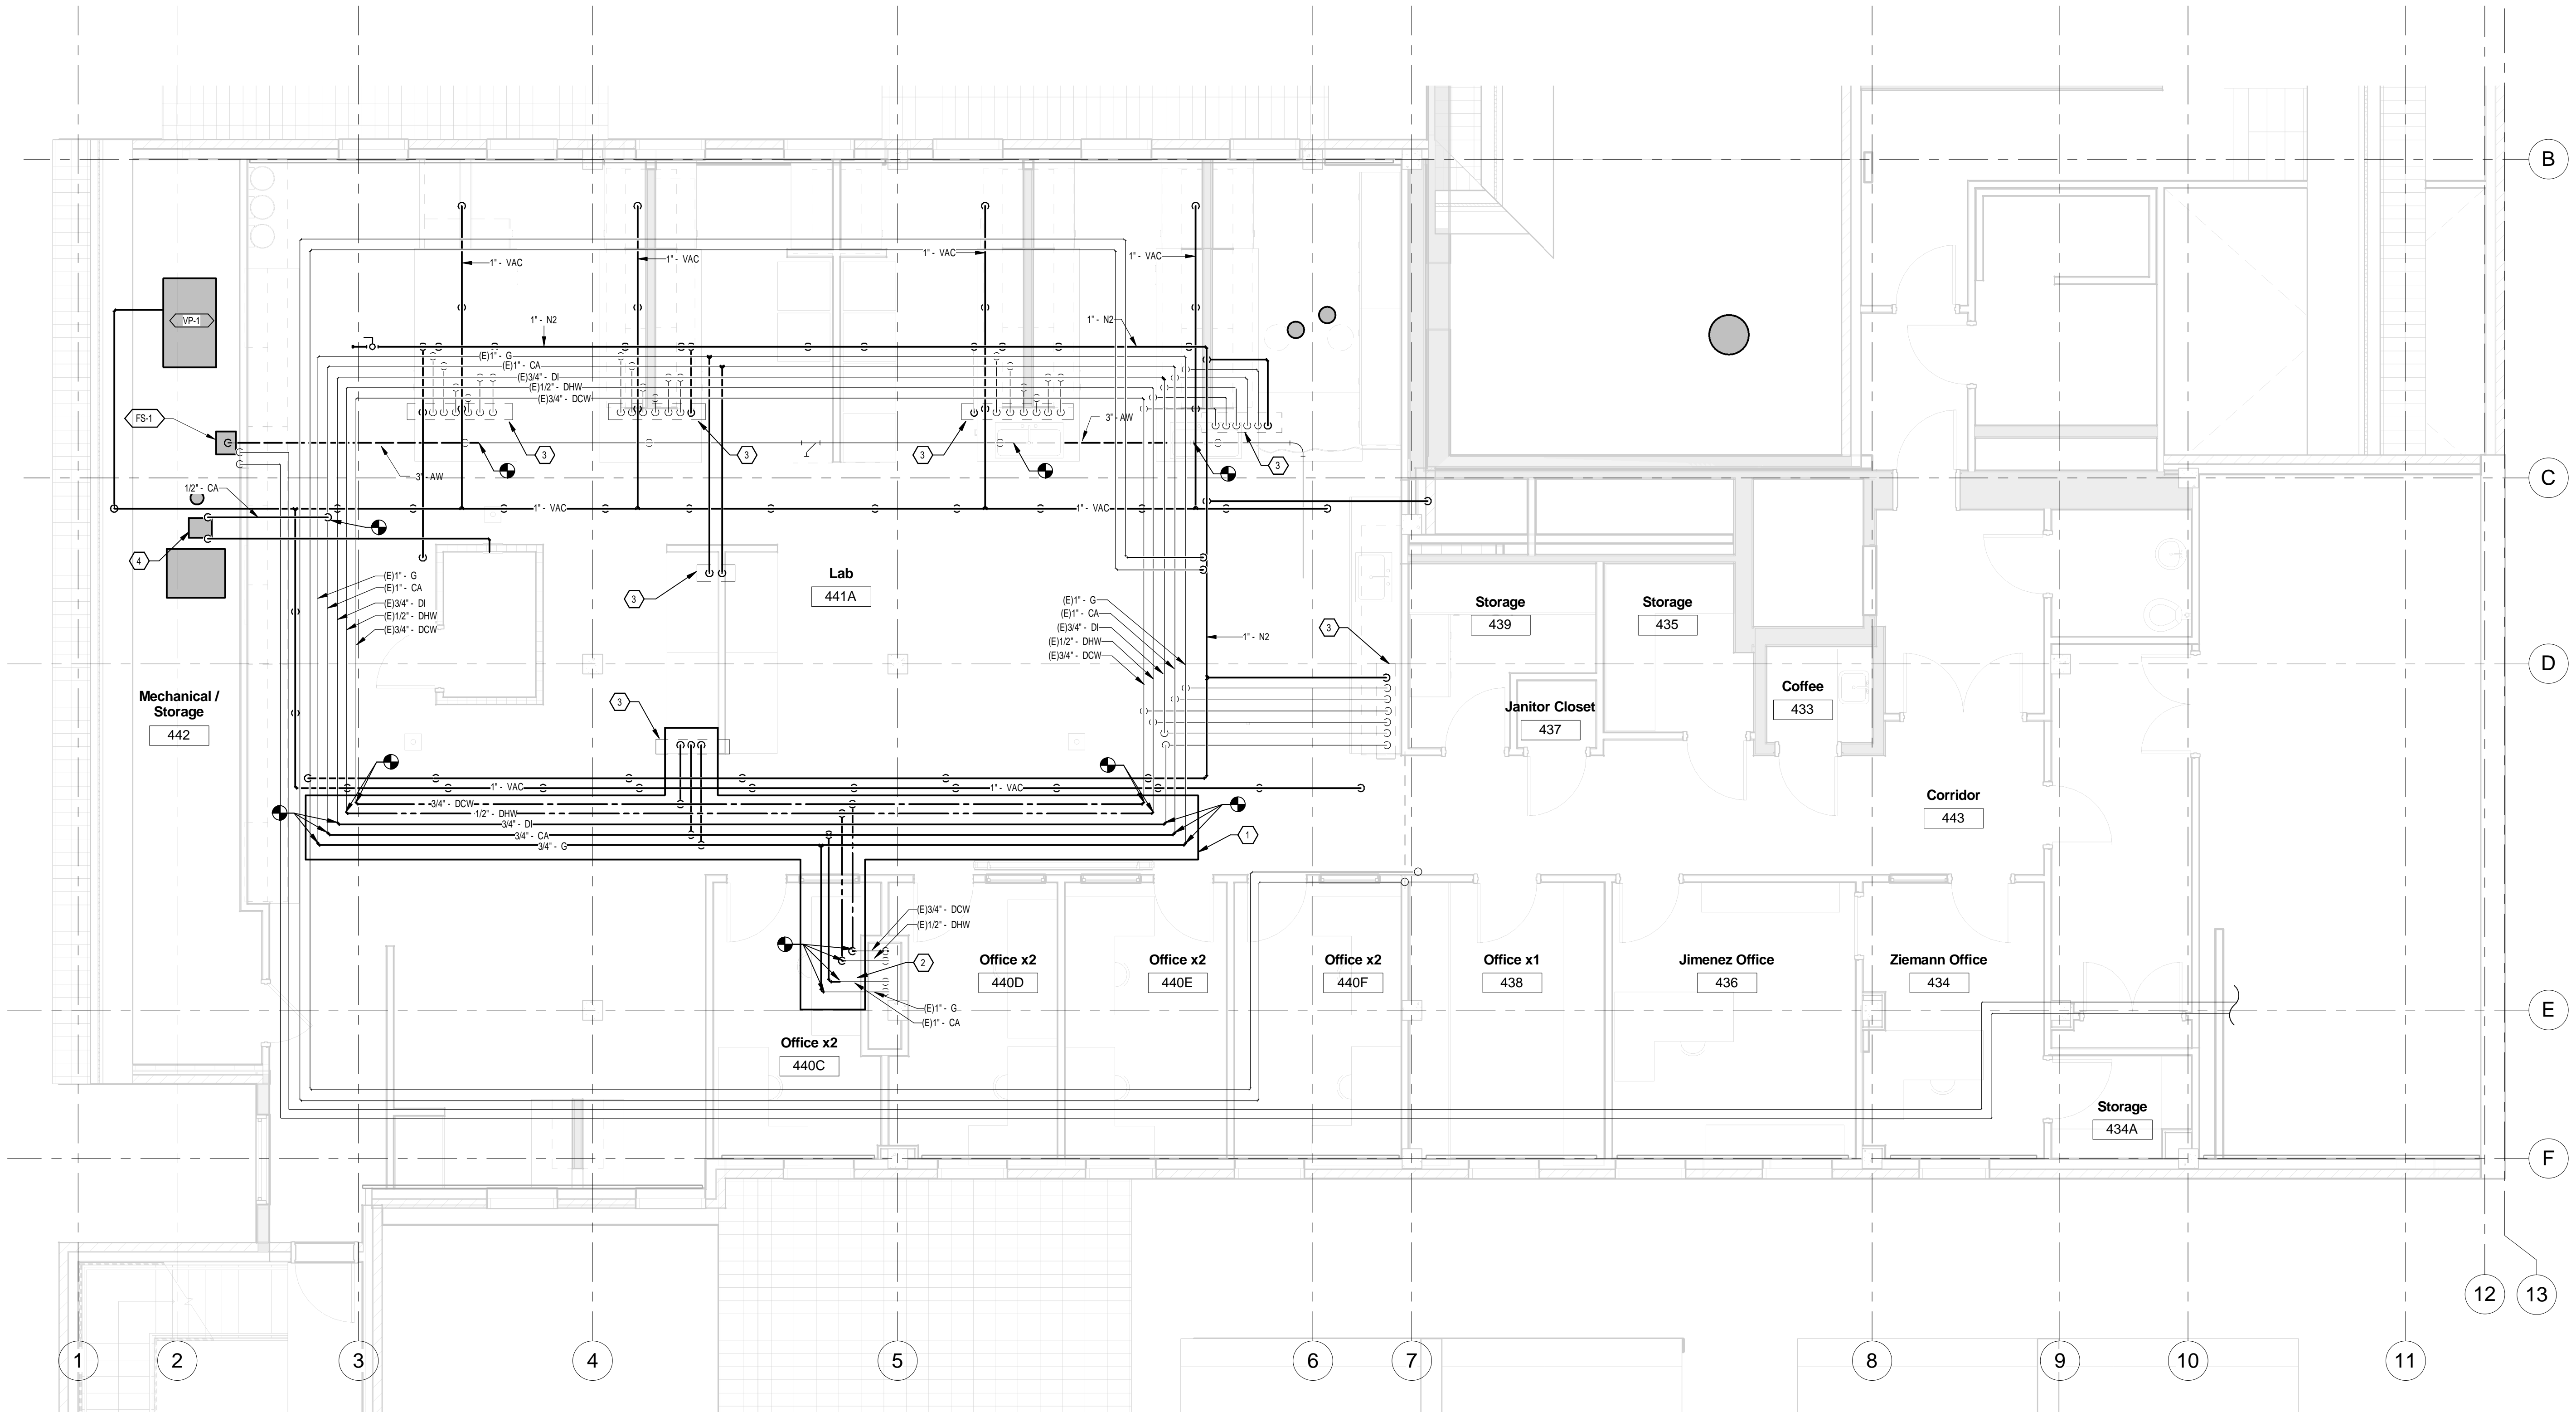 B
1" - VAC
1" - VAC
1" - VAC
1" - VAC
VP-1
1" - N2
1" - N2
(E)1" - G
(E)1" - CA
(E)3/4" - DI
(E)1/2" - DHW
(E)3/4" - DCW
FS-1
3" - AW
3
3
3
3
3" - AW
C
1/2" - CA
1" - VAC
1" - VAC
4
(E)1" - G
(E)1" - CA
(E)3/4" - DI
(E)1/2" - DHW
(E)3/4" - DCW
3
Lab
441A
(E)1" - G
(E)1" - CA
(E)3/4" - DI
(E)1/2" - DHW
(E)3/4" - DCW
1" - N2
3
Storage
439
Storage
435
D
Mechanical /
Storage
442
3
Janitor Closet
437
Coffee
433
1" - VAC
1" - VAC
3/4" - DCW
1/2" - DHW
3/4" - DI
3/4" - CA
3/4" - G
1
Corridor
443
(E)3/4" - DCW
(E)1/2" - DHW
2
Office x2
440D
Office x2
440E
Office x2
440F
Office x1
438
Jimenez Office
436
Ziemann Office
434
(E)1" - G
(E)1" - CA
E
Office x2
440C
Storage
434A
F
12
13
1
2
3
4
5
6
7
8
9
10
11